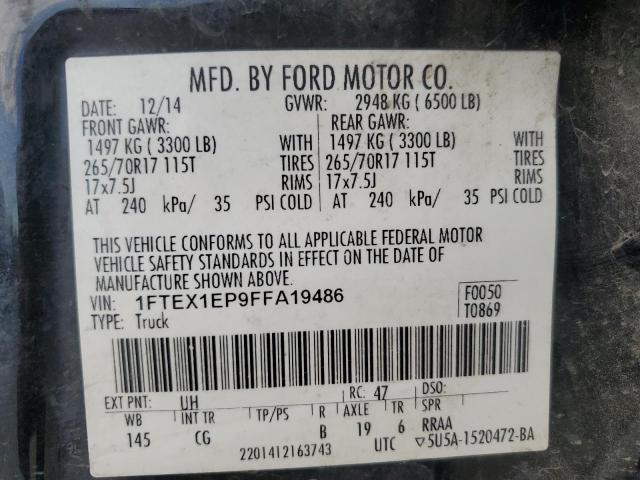 MFD. BY FORD MOTOR CO.
DATE: 12/14 GVWR: 2948 KG ( 6500 LB)
FRONT GAWR: REAR GAWR:
1497 KG ( 3300 LB) WITH 1497 KG ( 3300 LB) WITH
265/70R17 115T TIRES 265/70R17 115T TIRES
17x7.5J RIMS 17x7.5J RIMS
AT 240 kPa/ 35 PSI COLD AT 240 kPa/ 35 PSI COLD
THIS VEHICLE CONFORMS TO ALL APPLICABLE FEDERAL MOTOR
VEHICLE SAFETY STANDARDS IN EFFECT ON THE DATE OF
MANUFACTURE SHOWN ABOVE.
VIN: 1FTEX1EP9FFA19486 F0050
TYPE: Truck T0869
EXT PNT: UH RC: 47 DSO:
WB INT TR TP/PS R AXLE TR SPR
145 CG B 19 6 RRAA
2201412163743 UTC ▽5U5A-1520472-BA